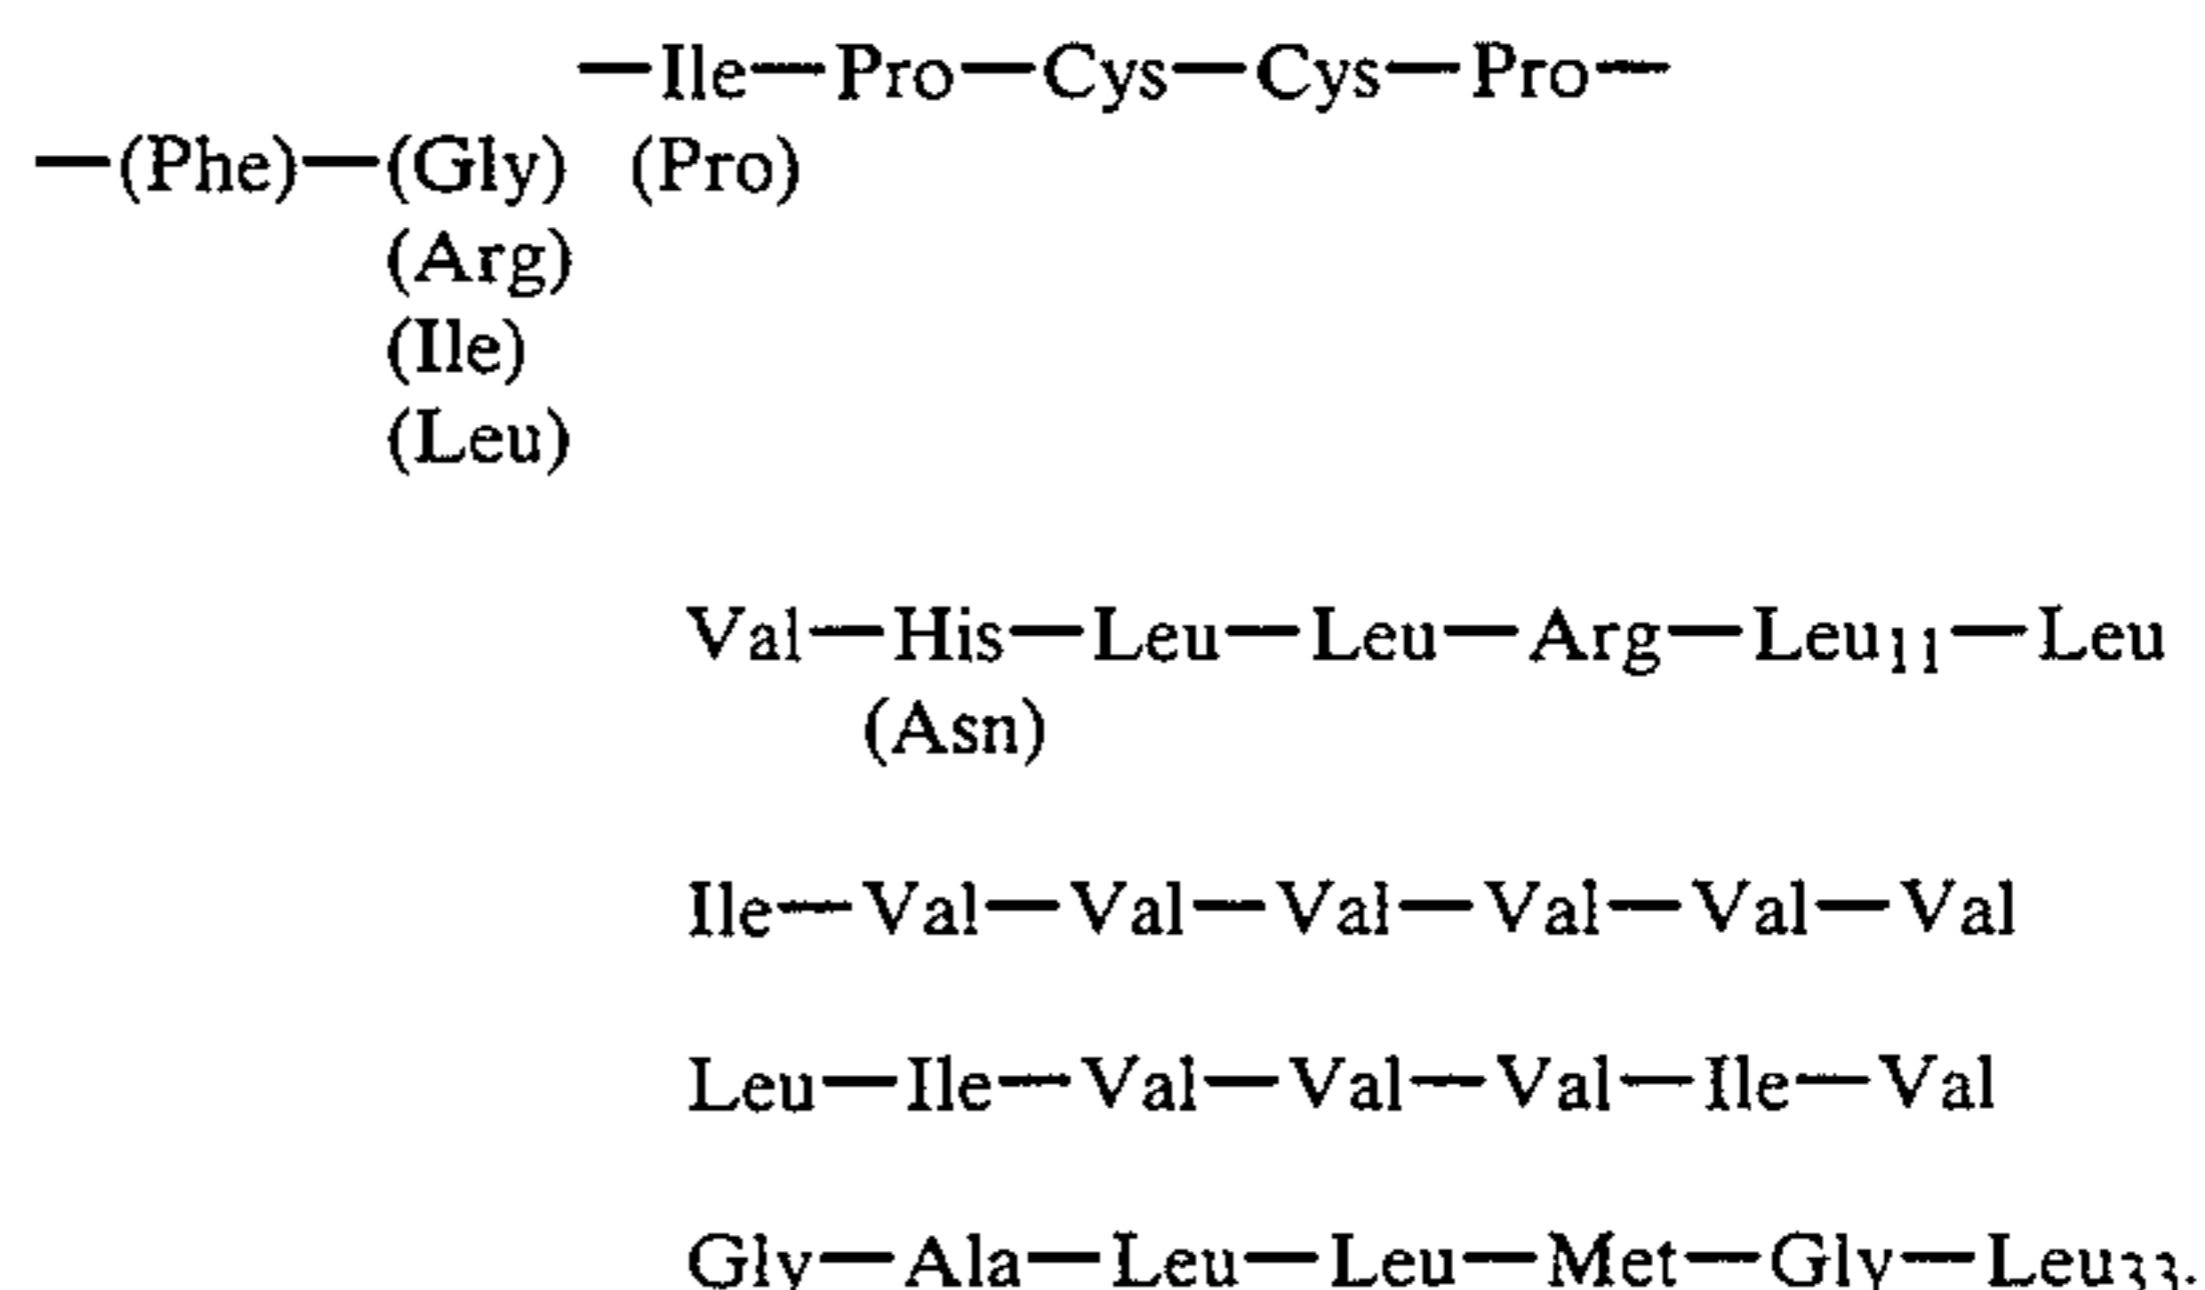 —Ile—Pro—Cys—Cys—Pro—
—(Phe)—(Gly) (Pro)
(Arg)
(Ile)
(Leu)
Val—His—Leu—Leu—Arg—Leu₁₁—Leu
(Asn)
Ile—Val—Val—Val—Val—Val—Val
Leu—Ile—Val—Val—Val—Ile—Val
Gly—Ala—Leu—Leu—Met—Gly—Leu₃₃.